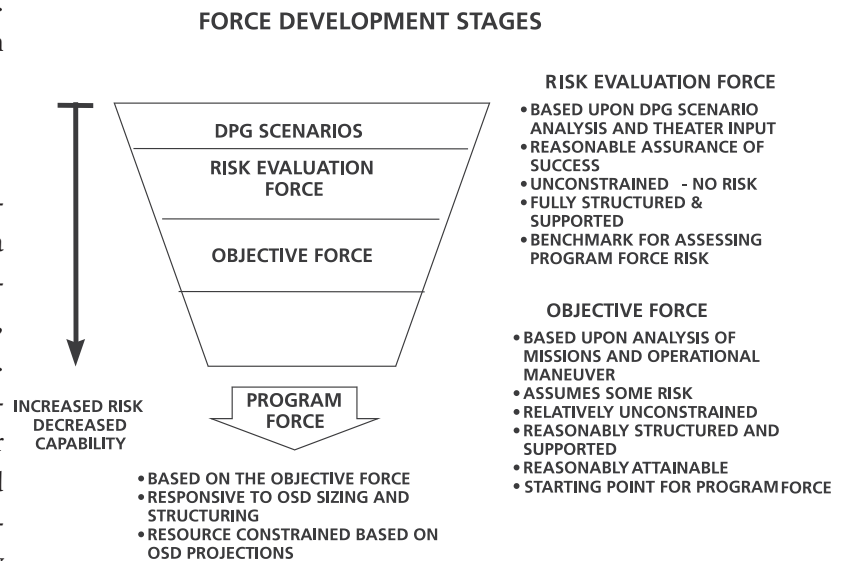 FORCE DEVELOPMENT STAGES
DPG SCENARIOS
RISK EVALUATION
FORCE
OBJECTIVE FORCE
PROGRAM
FORCE
INCREASED RISK
DECREASED
CAPABILITY
• BASED ON THE OBJECTIVE FORCE
• RESPONSIVE TO OSD SIZING AND
STRUCTURING
• RESOURCE CONSTRAINED BASED ON
OSD PROJECTIONS
RISK EVALUATION FORCE
• BASED UPON DPG SCENARIO
ANALYSIS AND THEATER INPUT
• REASONABLE ASSURANCE OF
SUCCESS
• UNCONSTRAINED - NO RISK
• FULLY STRUCTURED &
SUPPORTED
• BENCHMARK FOR ASSESSING
PROGRAM FORCE RISK
OBJECTIVE FORCE
• BASED UPON ANALYSIS OF
MISSIONS AND OPERATIONAL
MANEUVER
• ASSUMES SOME RISK
• RELATIVELY UNCONSTRAINED
• REASONABLY STRUCTURED AND
SUPPORTED
• REASONABLY ATTAINABLE
• STARTING POINT FOR PROGRAM FORCE